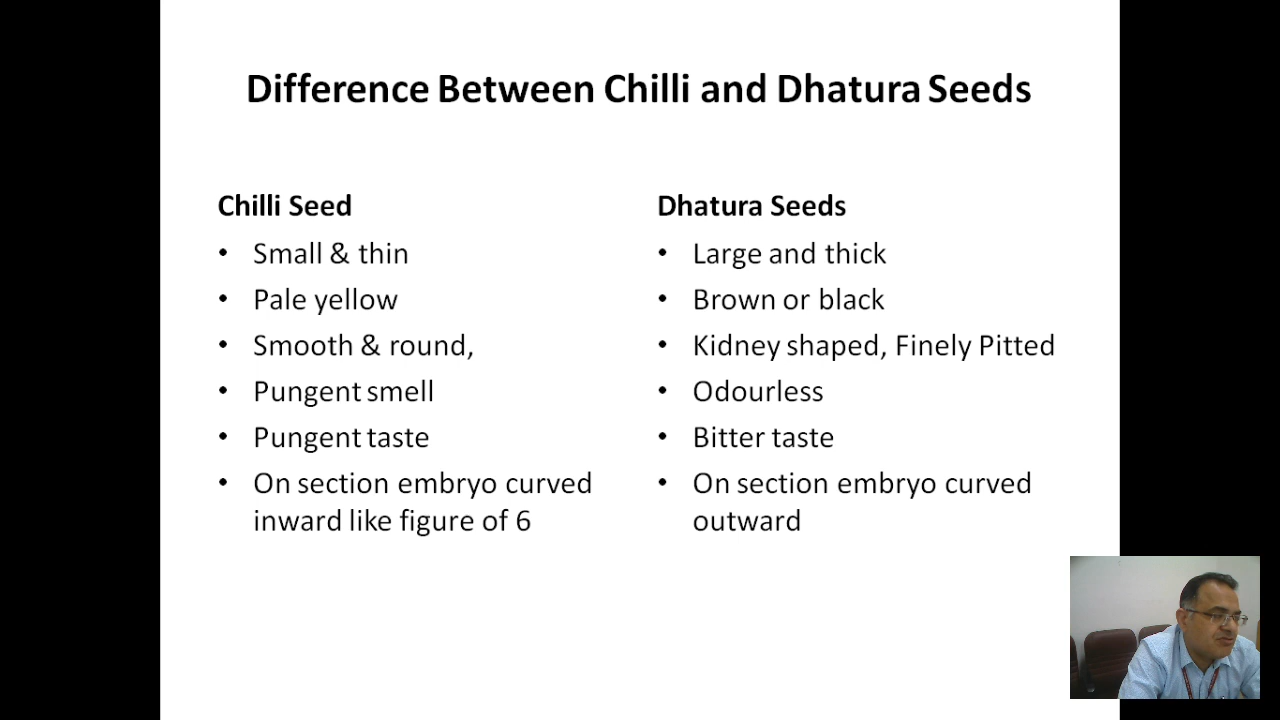 Difference Between Chilli and Dhatura Seeds
Chilli Seed
• Small & thin
• Pale yellow
• Smooth & round,
• Pungent smell
• Pungent taste
• On section embryo curved
inward like figure of 6
Dhatura Seeds
• Large and thick
• Brown or black
• Kidney shaped, Finely Pitted
• Odourless
• Bitter taste
• On section embryo curved
outward